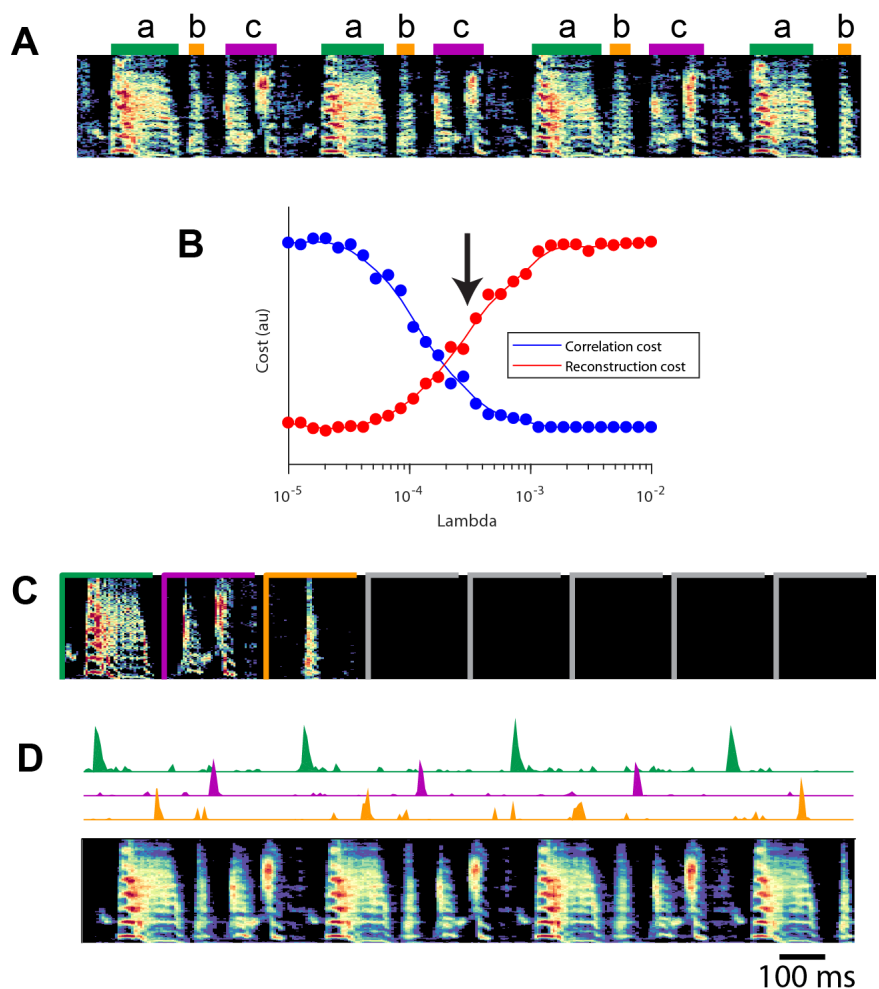 a b c a b c a b c a b
A
B
Cost (au)
Correlation cost
Reconstruction cost
10-5 10-4 10-3 10-2
Lambda
C
D
100 ms